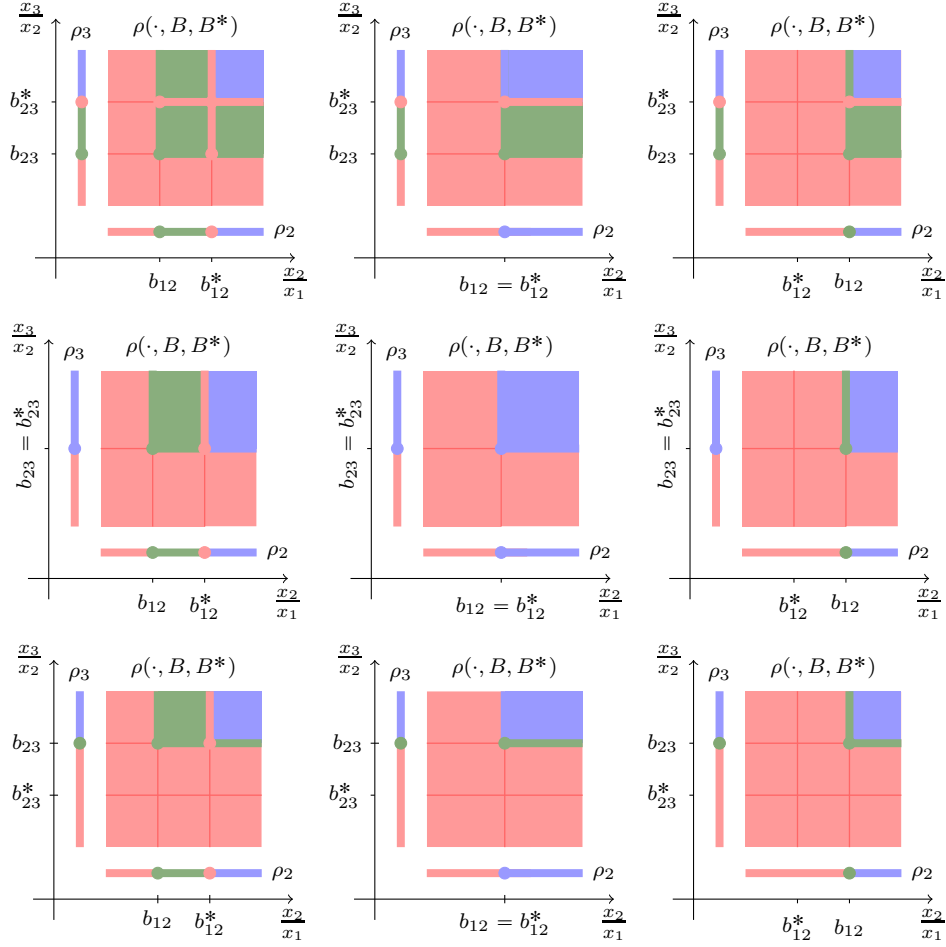 x₃/x₂ ρ₃ ρ(·, B, B*)
b*₂₃
b₂₃
ρ₂
b₁₂ b*₁₂ x₂/x₁
x₃/x₂ ρ₃ ρ(·, B, B*)
b*₂₃
b₂₃
ρ₂
b₁₂ = b*₁₂ x₂/x₁
x₃/x₂ ρ₃ ρ(·, B, B*)
b*₂₃
b₂₃
ρ₂
b*₁₂ b₁₂ x₂/x₁
x₃/x₂ ρ₃ ρ(·, B, B*)
b₂₃ = b*₂₃
ρ₂
b₁₂ b*₁₂ x₂/x₁
x₃/x₂ ρ₃ ρ(·, B, B*)
b₂₃ = b*₂₃
ρ₂
b₁₂ = b*₁₂ x₂/x₁
x₃/x₂ ρ₃ ρ(·, B, B*)
b₂₃ = b*₂₃
ρ₂
b*₁₂ b₁₂ x₂/x₁
x₃/x₂ ρ₃ ρ(·, B, B*)
b₂₃
b*₂₃
ρ₂
b₁₂ b*₁₂ x₂/x₁
x₃/x₂ ρ₃ ρ(·, B, B*)
b₂₃
b*₂₃
ρ₂
b₁₂ = b*₁₂ x₂/x₁
x₃/x₂ ρ₃ ρ(·, B, B*)
b₂₃
b*₂₃
ρ₂
b*₁₂ b₁₂ x₂/x₁